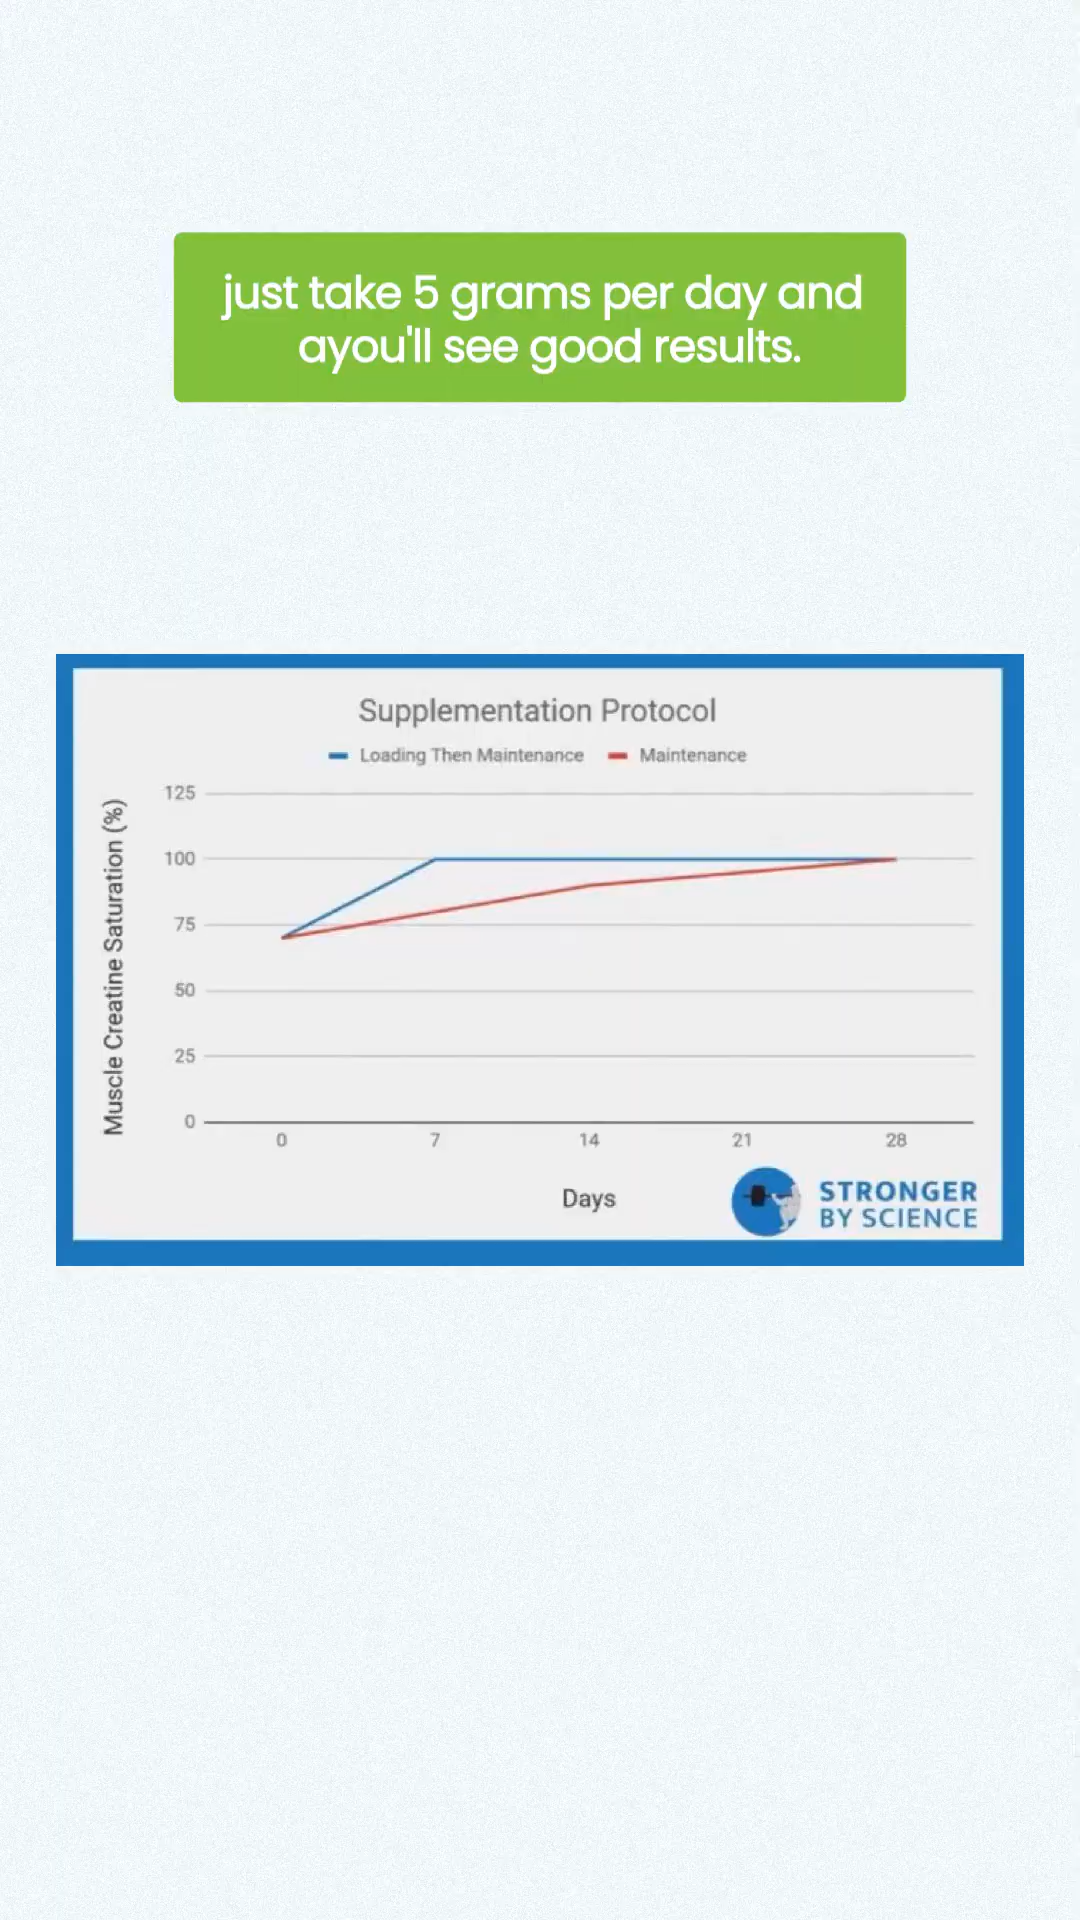 just take 5 grams per day and
ayou'll see good results.
Supplementation Protocol
Loading Then Maintenance
Maintenance
Muscle Creatine Saturation (%)
125
100
75
50
25
0
0
7
14
21
28
Days
STRONGER
BY SCIENCE